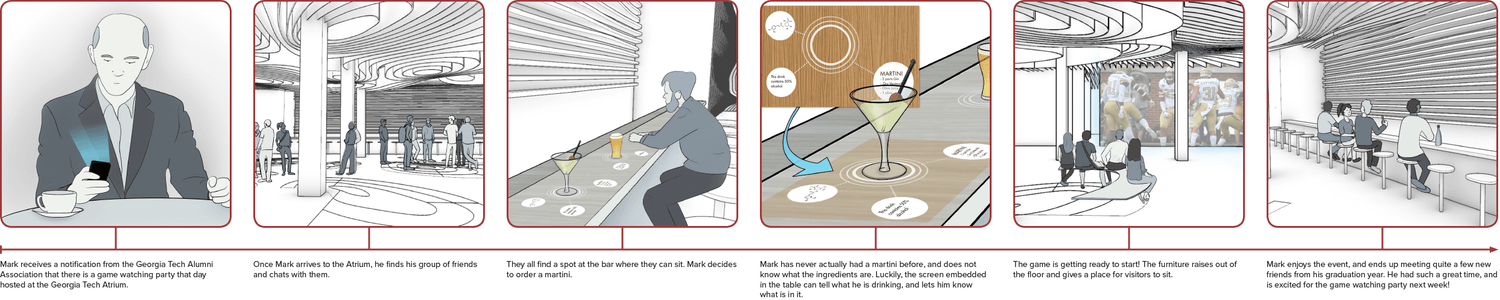 MARTINI
This drink
contains 30%
alcohol
This drink
contains 30%
alcohol
Mark receives a notification from the Georgia Tech Alumni
Association that there is a game watching party that day
hosted at the Georgia Tech Atrium.
Once Mark arrives to the Atrium, he finds his group of friends
and chats with them.
They all find a spot at the bar where they can sit. Mark decides
to order a martini.
Mark has never actually had a martini before, and does not
know what the ingredients are. Luckily, the screen embedded
in the table can tell what he is drinking, and lets him know
what is in it.
The game is getting ready to start! The furniture raises out of
the floor and gives a place for visitors to sit.
Mark enjoys the event, and ends up meeting quite a few new
friends from his graduation year. He had such a great time, and
is excited for the game watching party next week!